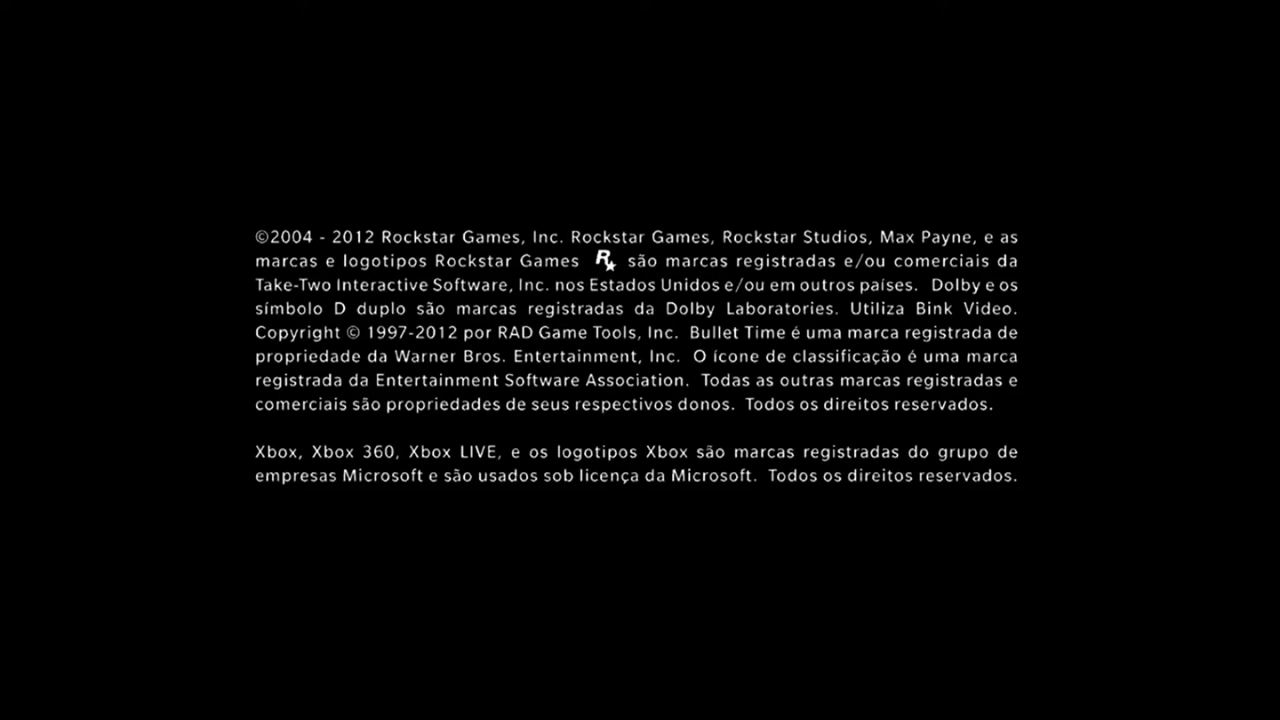 ©2004 - 2012 Rockstar Games, Inc. Rockstar Games, Rockstar Studios, Max Payne, e as
marcas e logotipos Rockstar Games R são marcas registradas e/ou comerciais da
Take-Two Interactive Software, Inc. nos Estados Unidos e/ou em outros países. Dolby e os
símbolo D duplo são marcas registradas da Dolby Laboratories. Utiliza Bink Video.
Copyright © 1997-2012 por RAD Game Tools, Inc. Bullet Time é uma marca registrada de
propriedade da Warner Bros. Entertainment, Inc. O ícone de classificação é uma marca
registrada da Entertainment Software Association. Todas as outras marcas registradas e
comerciais são propriedades de seus respectivos donos. Todos os direitos reservados.
Xbox, Xbox 360, Xbox LIVE, e os logotipos Xbox são marcas registradas do grupo de
empresas Microsoft e são usados sob licença da Microsoft. Todos os direitos reservados.